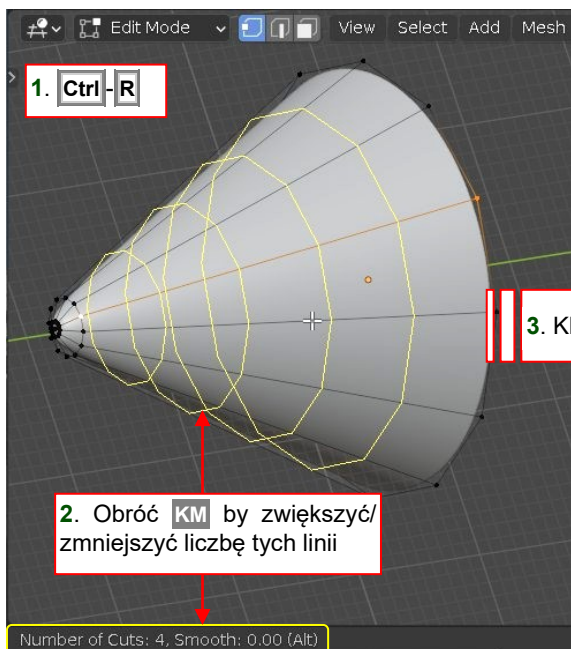 Edit Mode View Select Add Mesh
1. Ctrl-R
3.
2. Obróć KM by zwiększyć/
zmniejszyć liczbę tych linii
Number of Cuts: 4, Smooth: 0.00 (Alt)